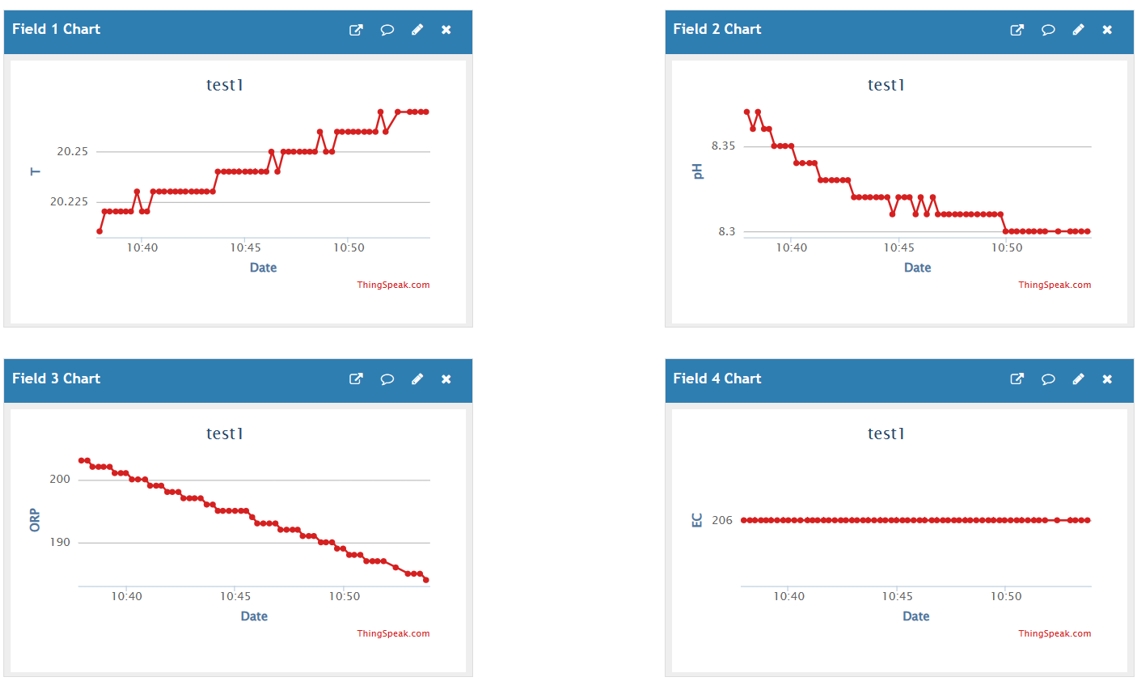 Field 1 Chart
test1
T
20.25
20.225
10:40 10:45 10:50
Date
ThingSpeak.com
Field 2 Chart
test1
pH
8.35
8.3
10:40 10:45 10:50
Date
ThingSpeak.com
Field 3 Chart
test1
ORP
200
190
10:40 10:45 10:50
Date
ThingSpeak.com
Field 4 Chart
test1
EC
206
10:40 10:45 10:50
Date
ThingSpeak.com